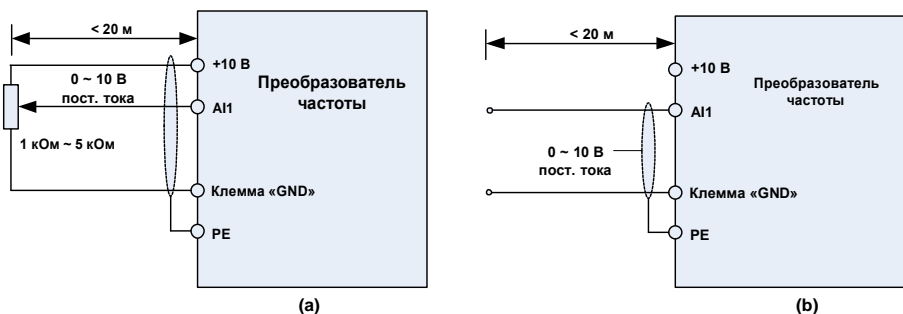 < 20 м
+10 В
0 ~ 10 В
пост. тока
AI1
1 кОм ~ 5 кОм
Клемма «GND»
PE
Преобразователь
частоты
(a)
< 20 м
+10 В
Преобразователь
частоты
AI1
0 ~ 10 В
пост. тока
Клемма «GND»
PE
(b)